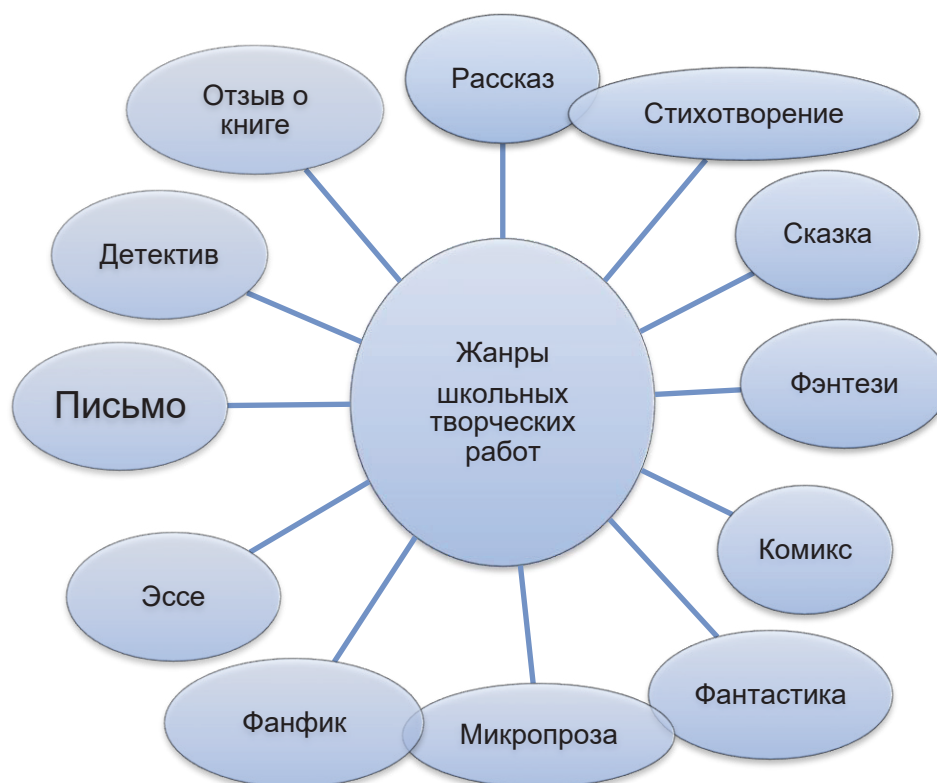 Рассказ
Стихотворение
Отзыв о
книге
Сказка
Детектив
Жанры
школьных
творческих
работ
Фэнтези
Письмо
Комикс
Эссе
Фантастика
Фанфик
Микропроза